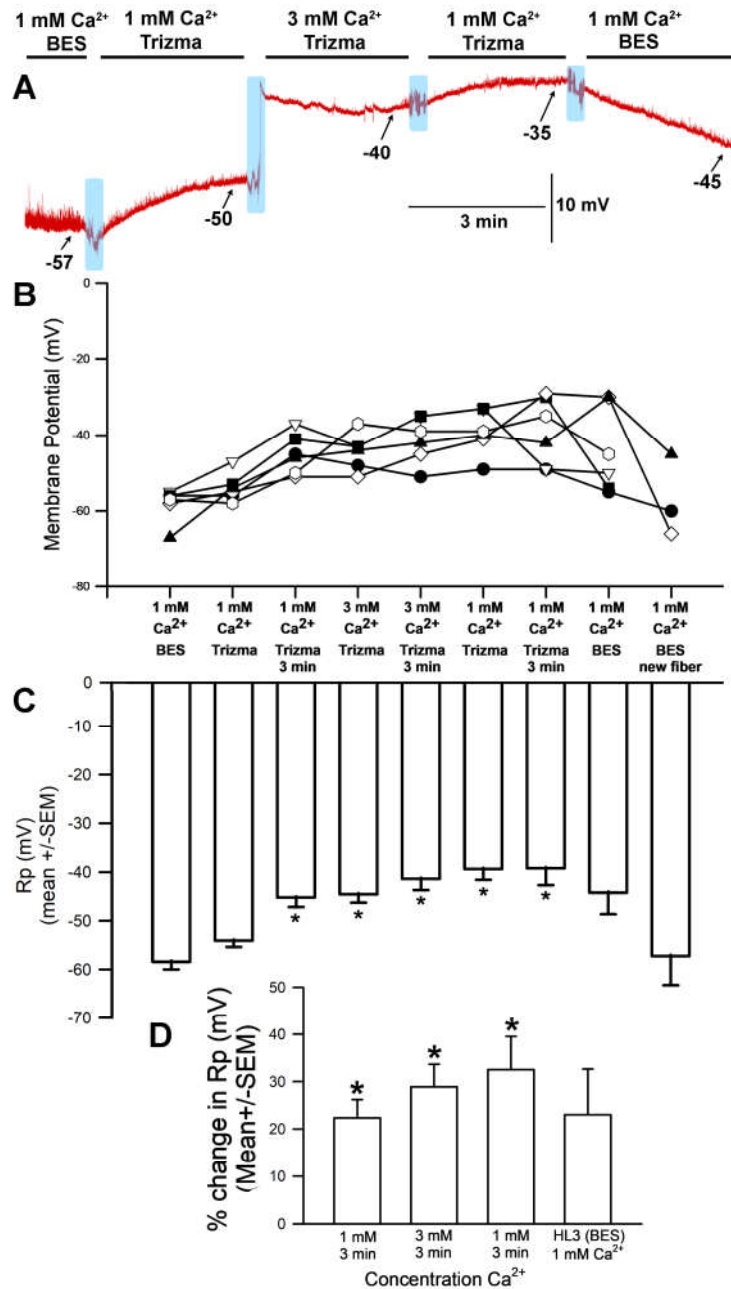 1 mM Ca²⁺ 1 mM Ca²⁺ 3 mM Ca²⁺ 1 mM Ca²⁺ 1 mM Ca²⁺
BES Trizma Trizma Trizma BES
A
-57
-50
-40
-35
-45
3 min
10 mV
B
Membrane Potential (mV)
0
-20
-40
-60
-80
1 mM 1 mM 1 mM 3 mM 3 mM 1 mM 1 mM 1 mM 1 mM
Ca²⁺ Ca²⁺ Ca²⁺ Ca²⁺ Ca²⁺ Ca²⁺ Ca²⁺ Ca²⁺ Ca²⁺
BES Trizma Trizma Trizma Trizma Trizma Trizma BES BES
3 min 3 min 3 min new fiber
C
Rp (mV)
(mean +/-SEM)
0
-10
-20
-30
-40
-50
-60
-70
* * * * *
D
% change in Rp (mV)
(Mean+/-SEM)
50
40
30
20
10
0
* * *
1 mM 3 mM 1 mM HL3 (BES)
3 min 3 min 3 min 1 mM Ca²⁺
Concentration Ca²⁺